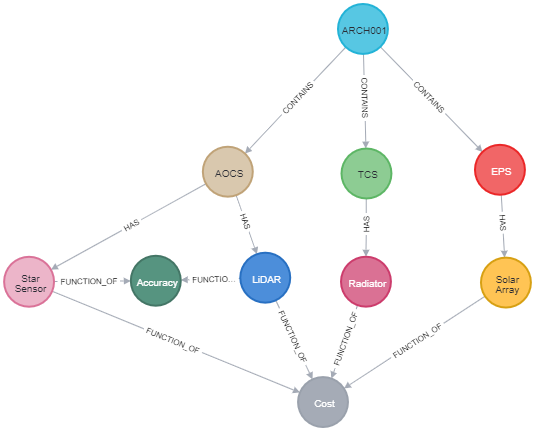 ARCH001
CONTAINS
CONTAINS
CONTAINS
AOCS
TCS
EPS
HAS
HAS
HAS
HAS
Star
Sensor
FUNCTION_OF
Accuracy
FUNCTIO...
LiDAR
Radiator
Solar
Array
FUNCTION_OF
FUNCTION_OF
FUNCTION_OF
FUNCTION_OF
Cost